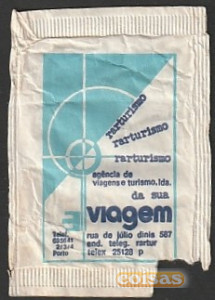 rarturismo
rarturismo
rarturismo
agência de
viagens e turismo, lda.
da sua
viagem
rua de júlio dinis 587
end. teleg. rartur
telex 25120 p
Telef.
Porto
coisas